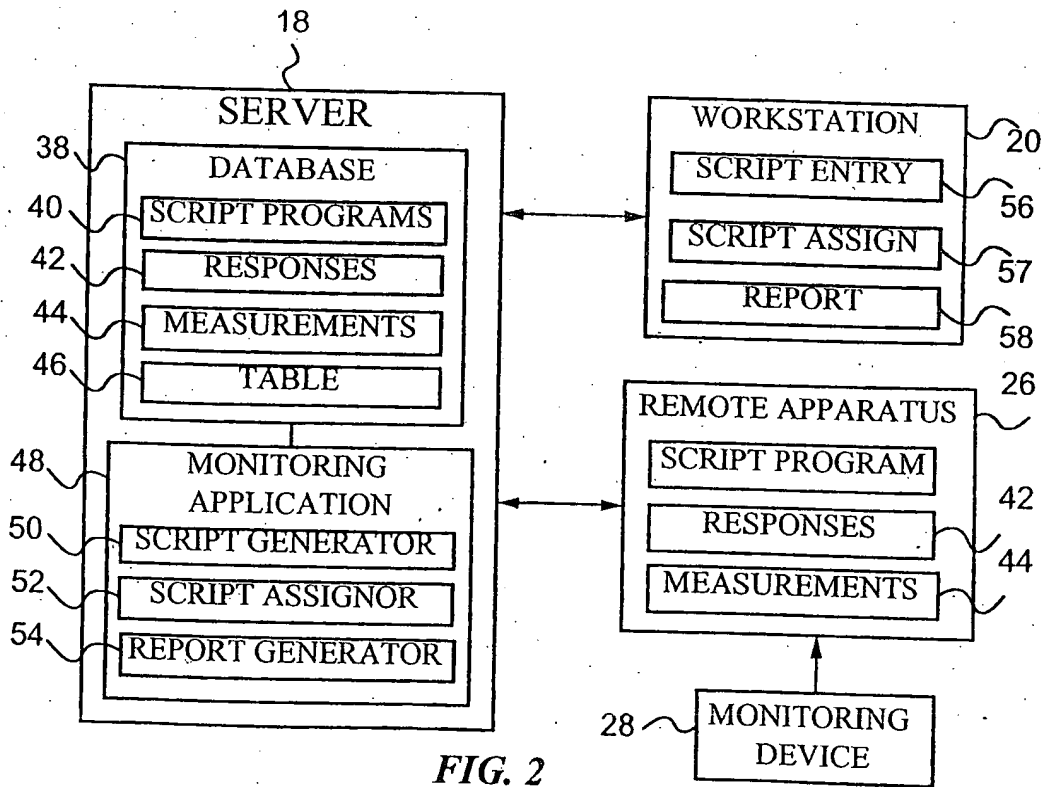 18
SERVER
38
DATABASE
40
SCRIPT PROGRAMS
42
RESPONSES
44
MEASUREMENTS
46
TABLE
48
MONITORING
APPLICATION
50
SCRIPT GENERATOR
52
SCRIPT ASSIGNOR
54
REPORT GENERATOR
WORKSTATION
20
SCRIPT ENTRY
56
SCRIPT ASSIGN
57
REPORT
58
26
REMOTE APPARATUS
SCRIPT PROGRAM
42
RESPONSES
44
MEASUREMENTS
28
MONITORING
DEVICE
FIG. 2